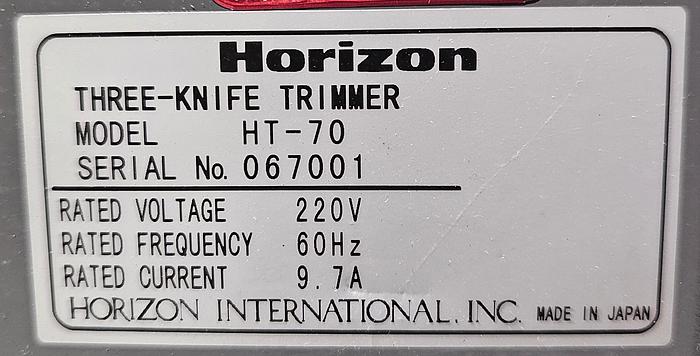 Horizon
THREE-KNIFE TRIMMER
MODEL HT-70
SERIAL No. 067001
RATED VOLTAGE 220V
RATED FREQUENCY 60Hz
RATED CURRENT 9.7A
HORIZON INTERNATIONAL, INC. MADE IN JAPAN